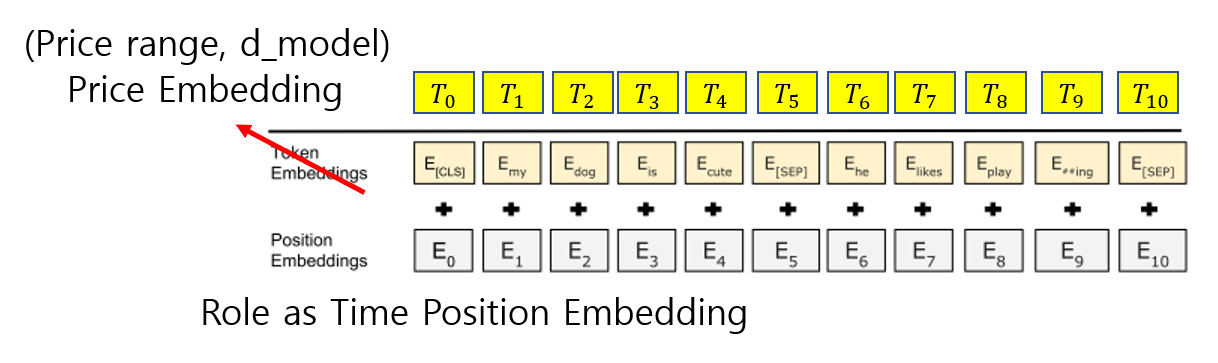 (Price range, d_model)
Price Embedding
T0 T1 T2 T3 T4 T5 T6 T7 T8 T9 T10
Token
Embeddings
E[CLS] Emy Edog Eis Ecute E[SEP] Ehe Elikes Eplay E##ing E[SEP]
+ + + + + + + + + + +
Position
Embeddings
E0 E1 E2 E3 E4 E5 E6 E7 E8 E9 E10
Role as Time Position Embedding